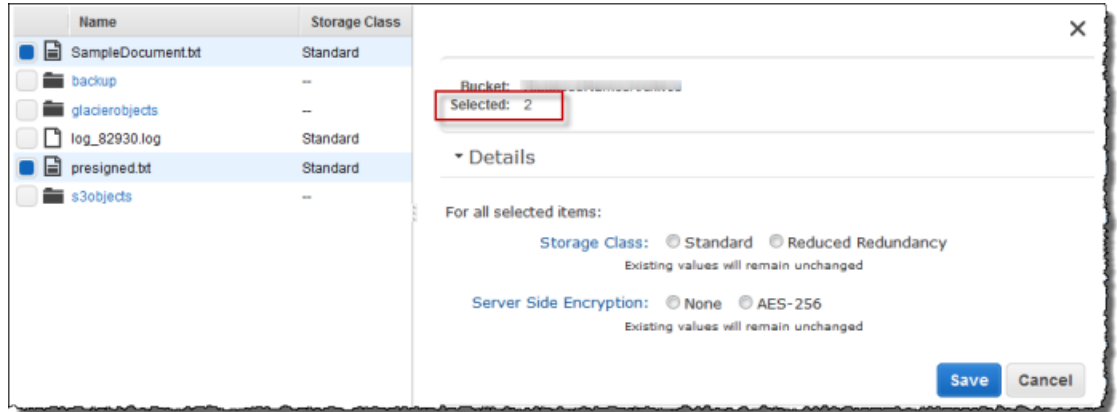 Name Storage Class
SampleDocument.txt Standard
backup --
glacierobjects --
log_82930.log Standard
presigned.txt Standard
s3objects --
Bucket:
Selected: 2
Details
For all selected items:
Storage Class: Standard Reduced Redundancy
Existing values will remain unchanged
Server Side Encryption: None AES-256
Existing values will remain unchanged
Save Cancel